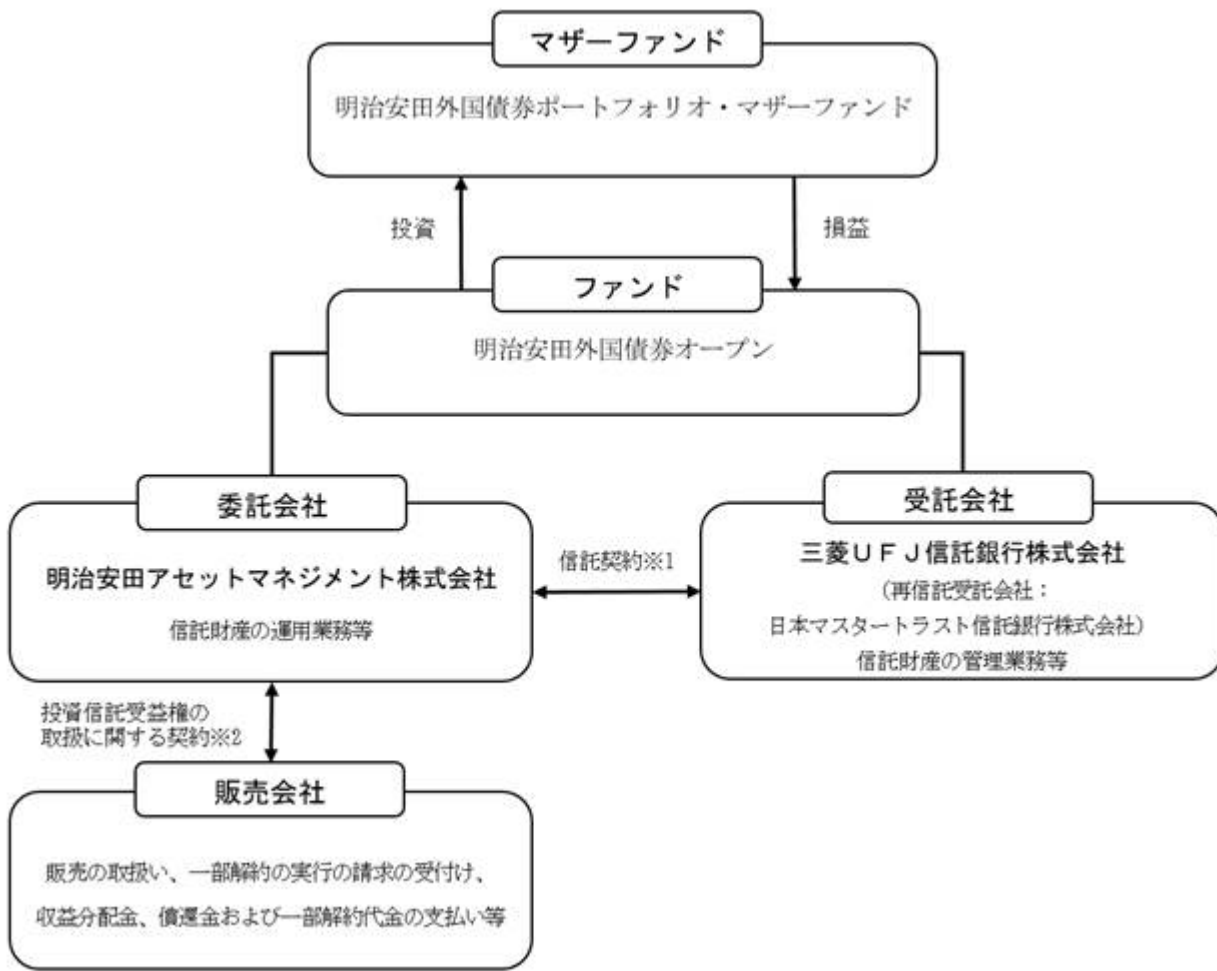 マザーファンド
明治安田外国債券ポートフォリオ・マザーファンド
投資
損益
ファンド
明治安田外国債券オープン
委託会社
明治安田アセットマネジメント株式会社
信託財産の運用業務等
信託契約※1
受託会社
三菱UFJ信託銀行株式会社
(再信託受託会社：
日本マスタートラスト信託銀行株式会社)
信託財産の管理業務等
投資信託受益権の
取扱に関する契約※2
販売会社
販売の取扱い、一部解約の実行の請求の受付け、
収益分配金、償還金および一部解約代金の支払い等